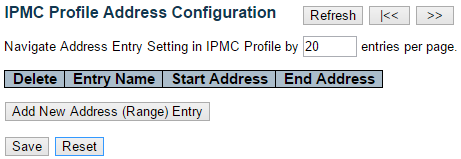 IPMC Profile Address Configuration Refresh |<< >>
Navigate Address Entry Setting in IPMC Profile by 20 entries per page.
Delete Entry Name Start Address End Address
Add New Address (Range) Entry
Save Reset